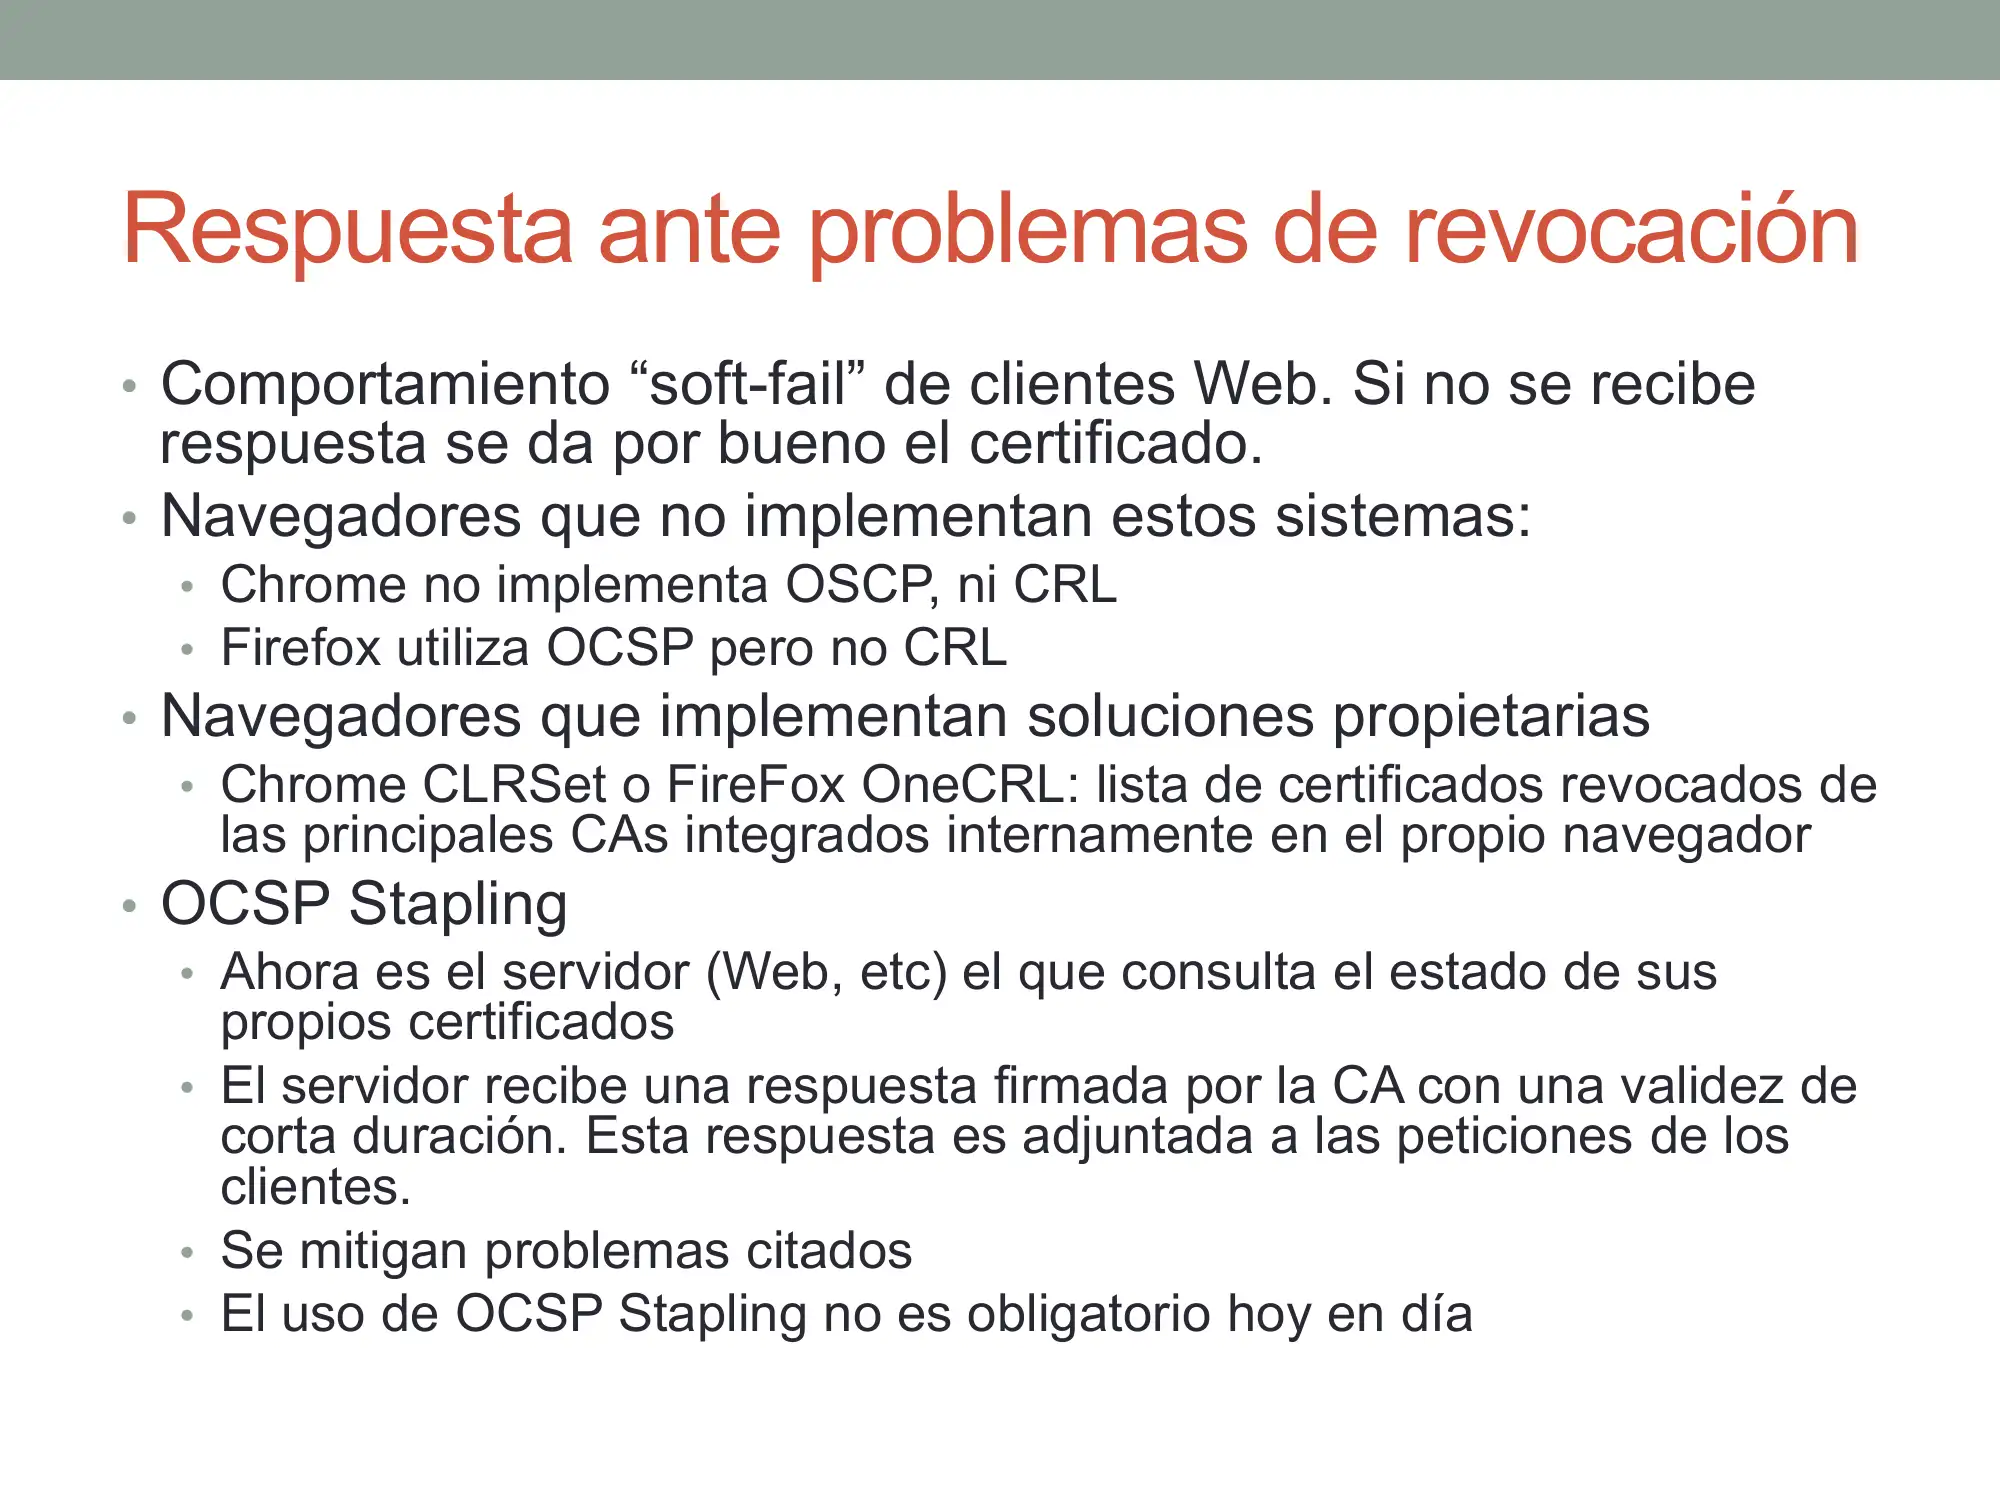 Respuesta ante problemas de revocación
• Comportamiento “soft-fail” de clientes Web. Si no se recibe
respuesta se da por bueno el certificado.
• Navegadores que no implementan estos sistemas:
• Chrome no implementa OSCP, ni CRL
• Firefox utiliza OCSP pero no CRL
• Navegadores que implementan soluciones propietarias
• Chrome CLRSet o FireFox OneCRL: lista de certificados revocados de
las principales CAs integrados internamente en el propio navegador
• OCSP Stapling
• Ahora es el servidor (Web, etc) el que consulta el estado de sus
propios certificados
• El servidor recibe una respuesta firmada por la CA con una validez de
corta duración. Esta respuesta es adjuntada a las peticiones de los
clientes.
• Se mitigan problemas citados
• El uso de OCSP Stapling no es obligatorio hoy en día